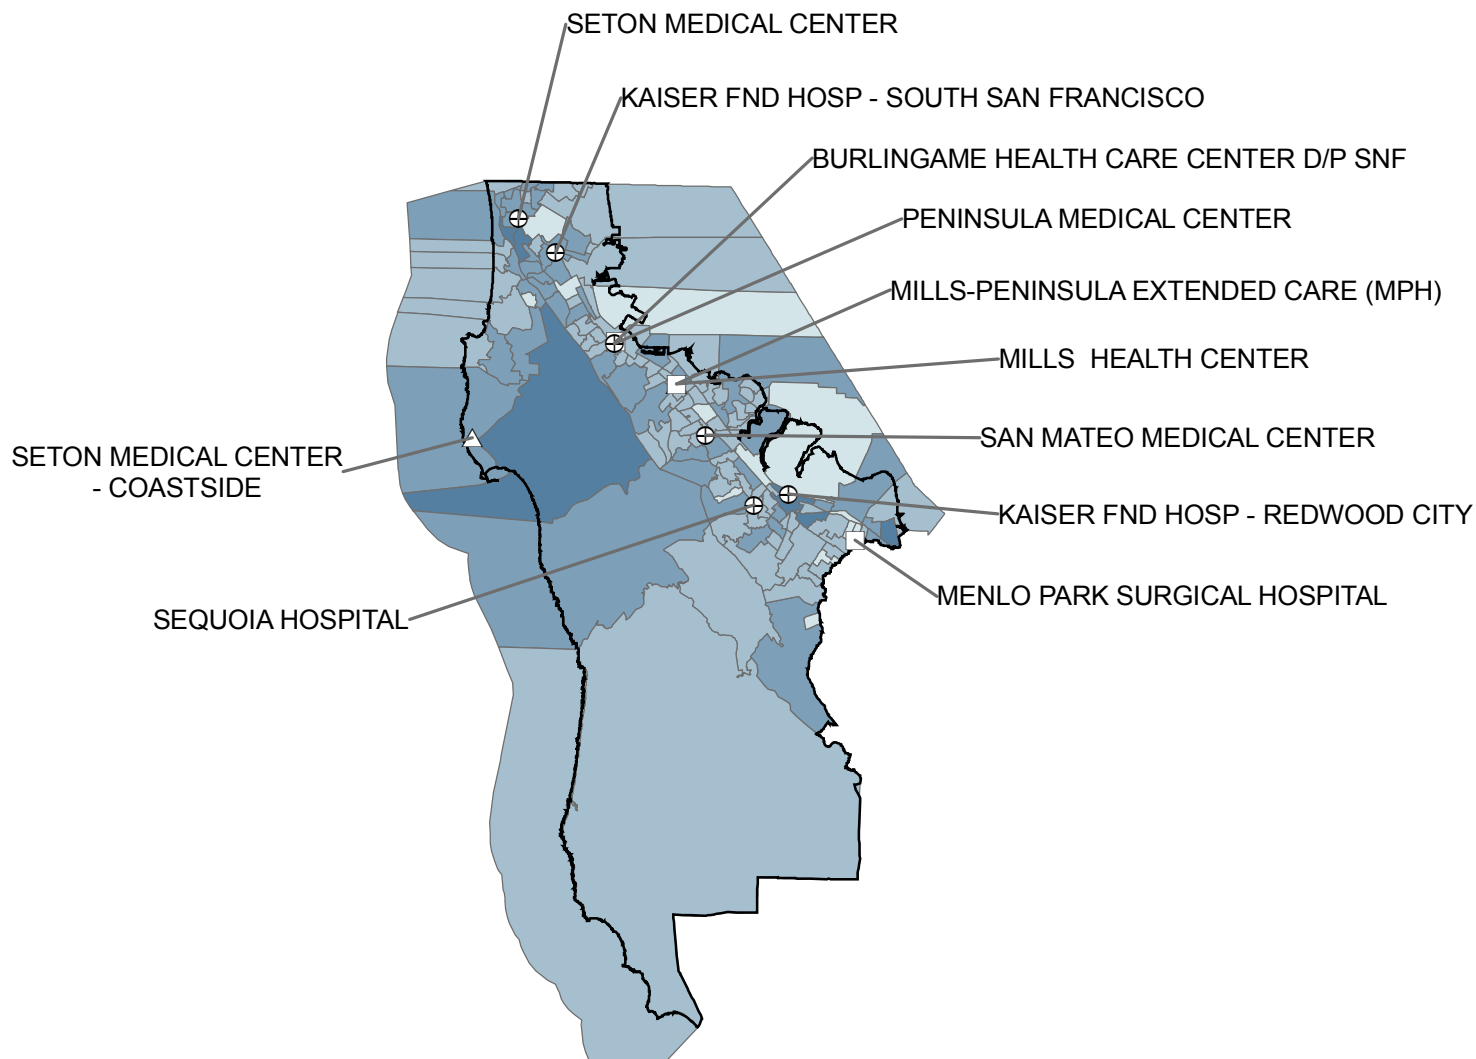 SETON MEDICAL CENTER
KAISER FND HOSP - SOUTH SAN FRANCISCO
BURLINGAME HEALTH CARE CENTER D/P SNF
PENINSULA MEDICAL CENTER
MILLS-PENINSULA EXTENDED CARE (MPH)
MILLS  HEALTH CENTER
SAN MATEO MEDICAL CENTER
SETON MEDICAL CENTER
- COASTSIDE
KAISER FND HOSP - REDWOOD CITY
MENLO PARK SURGICAL HOSPITAL
SEQUOIA HOSPITAL